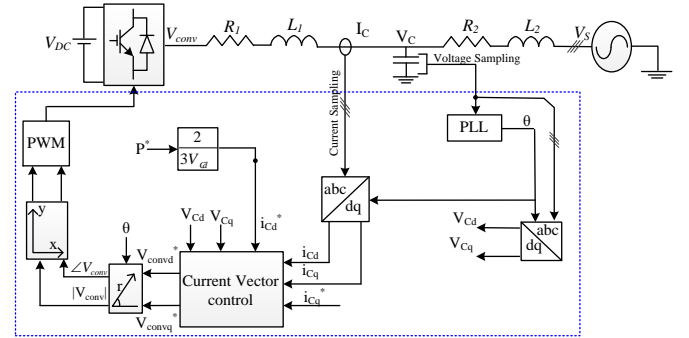 V_DC
V_conv
R_1
L_1
I_C
V_C
R_2
L_2
V_S
Voltage Sampling
Current Sampling
PWM
P*
2
3V_Cd
PLL
θ
abc
dq
y
x
V_Cd
V_Cq
i_Cd*
V_Cd
V_Cq
abc
dq
θ
i_Cd
i_Cq
i_Cq*
∠V_conv
|V_conv|
r
V_convd*
V_convq*
Current Vector
control